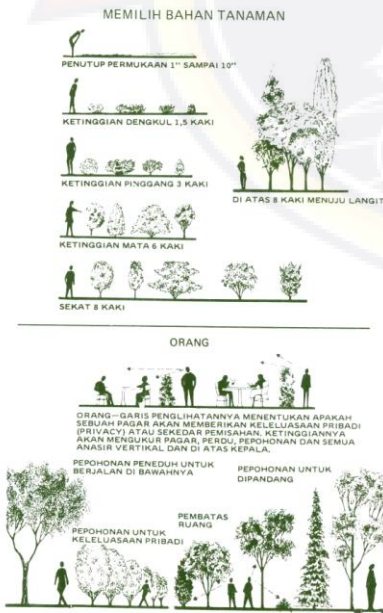 MEMILIH BAHAN TANAMAN
PENUTUP PERMUKAAN 1" SAMPAI 10"
KETINGGIAN DENGKUL 1,5 KAKI
KETINGGIAN PINGGANG 3 KAKI
DI ATAS 8 KAKI MENUJU LANGIT
KETINGGIAN MATA 6 KAKI
SEKAT 8 KAKI
ORANG
ORANG—GARIS PENGLIHATANNYA MENENTUKAN APAKAH
SEBUAH PAGAR AKAN MEMBERIKAN KELELUASAAN PRIBADI
(PRIVACY) ATAU SEKEDAR PEMISAHAN. KETINGGIANNYA
AKAN MENGUKUR PAGAR, PERDU, PEPOHONAN DAN SEMUA
ANASIR VERTIKAL DAN DI ATAS KEPALA.
PEPOHONAN PENEDUH UNTUK
BERJALAN DI BAWAHNYA
PEPOHONAN UNTUK
DIPANDANG
PEPOHONAN UNTUK
KELELUASAAN PRIBADI
PEMBATAS
RUANG